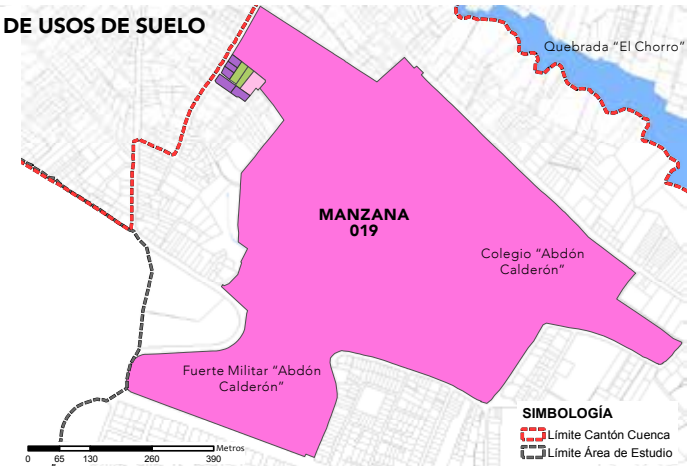 DE USOS DE SUELO
Quebrada "El Chorro"
MANZANA
019
Colegio "Abdón
Calderón"
Fuerte Militar "Abdón
Calderón"
SIMBOLOGÍA
Límite Cantón Cuenca
Límite Área de Estudio
Metros
0 65 130 260 390